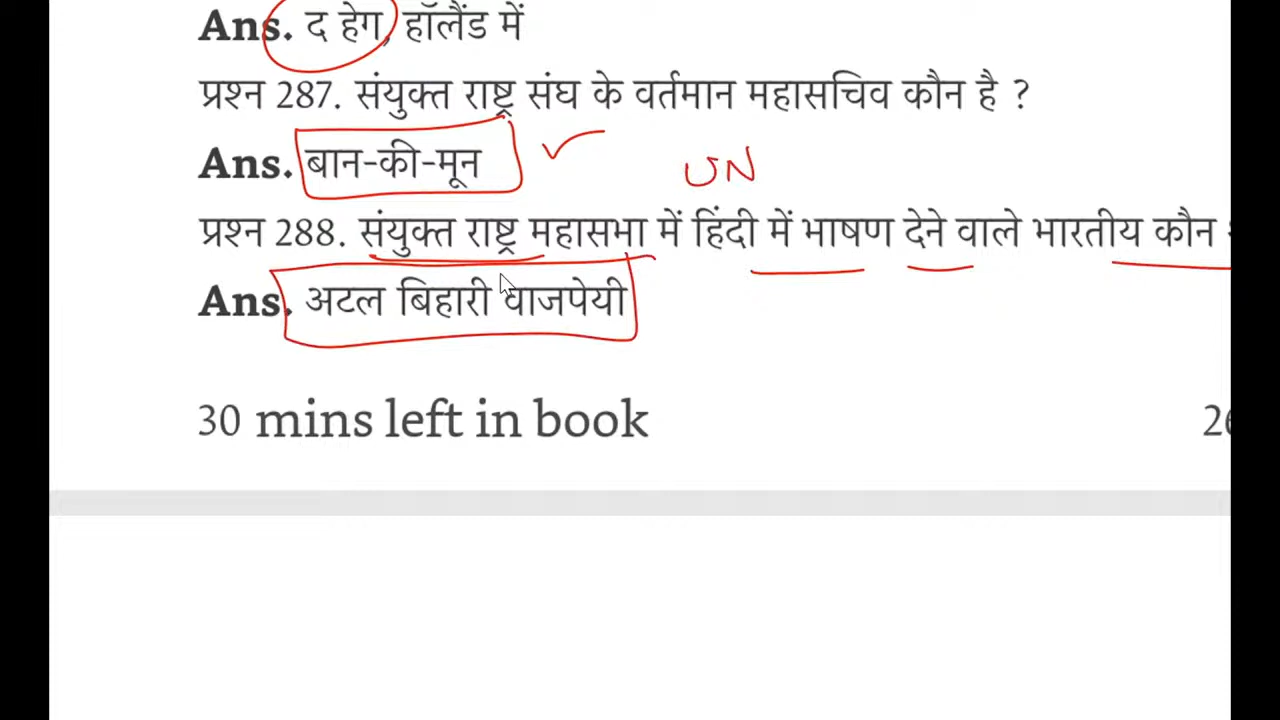 Ans. द हेग, हॉलैंड में
प्रश्न 287. संयुक्त राष्ट्र संघ के वर्तमान महासचिव कौन है ?
Ans. बान-की-मून
UN
प्रश्न 288. संयुक्त राष्ट्र महासभा में हिंदी में भाषण देने वाले भारतीय कौन
Ans. अटल बिहारी वाजपेयी
30 mins left in book